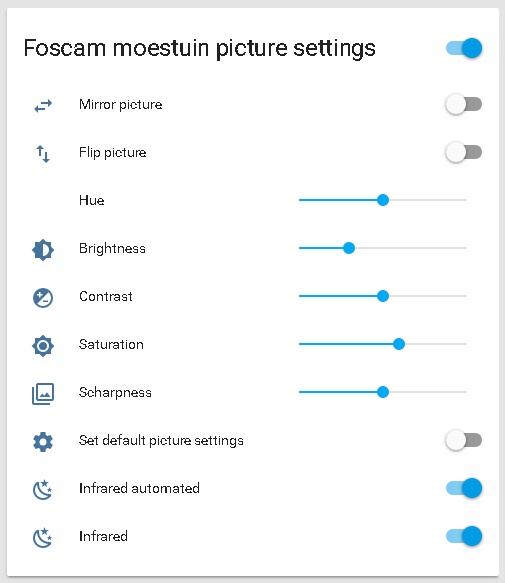 Foscam moestuin picture settings
Mirror picture
Flip picture
Hue
Brightness
Contrast
Saturation
Scharpness
Set default picture settings
Infrared automated
Infrared